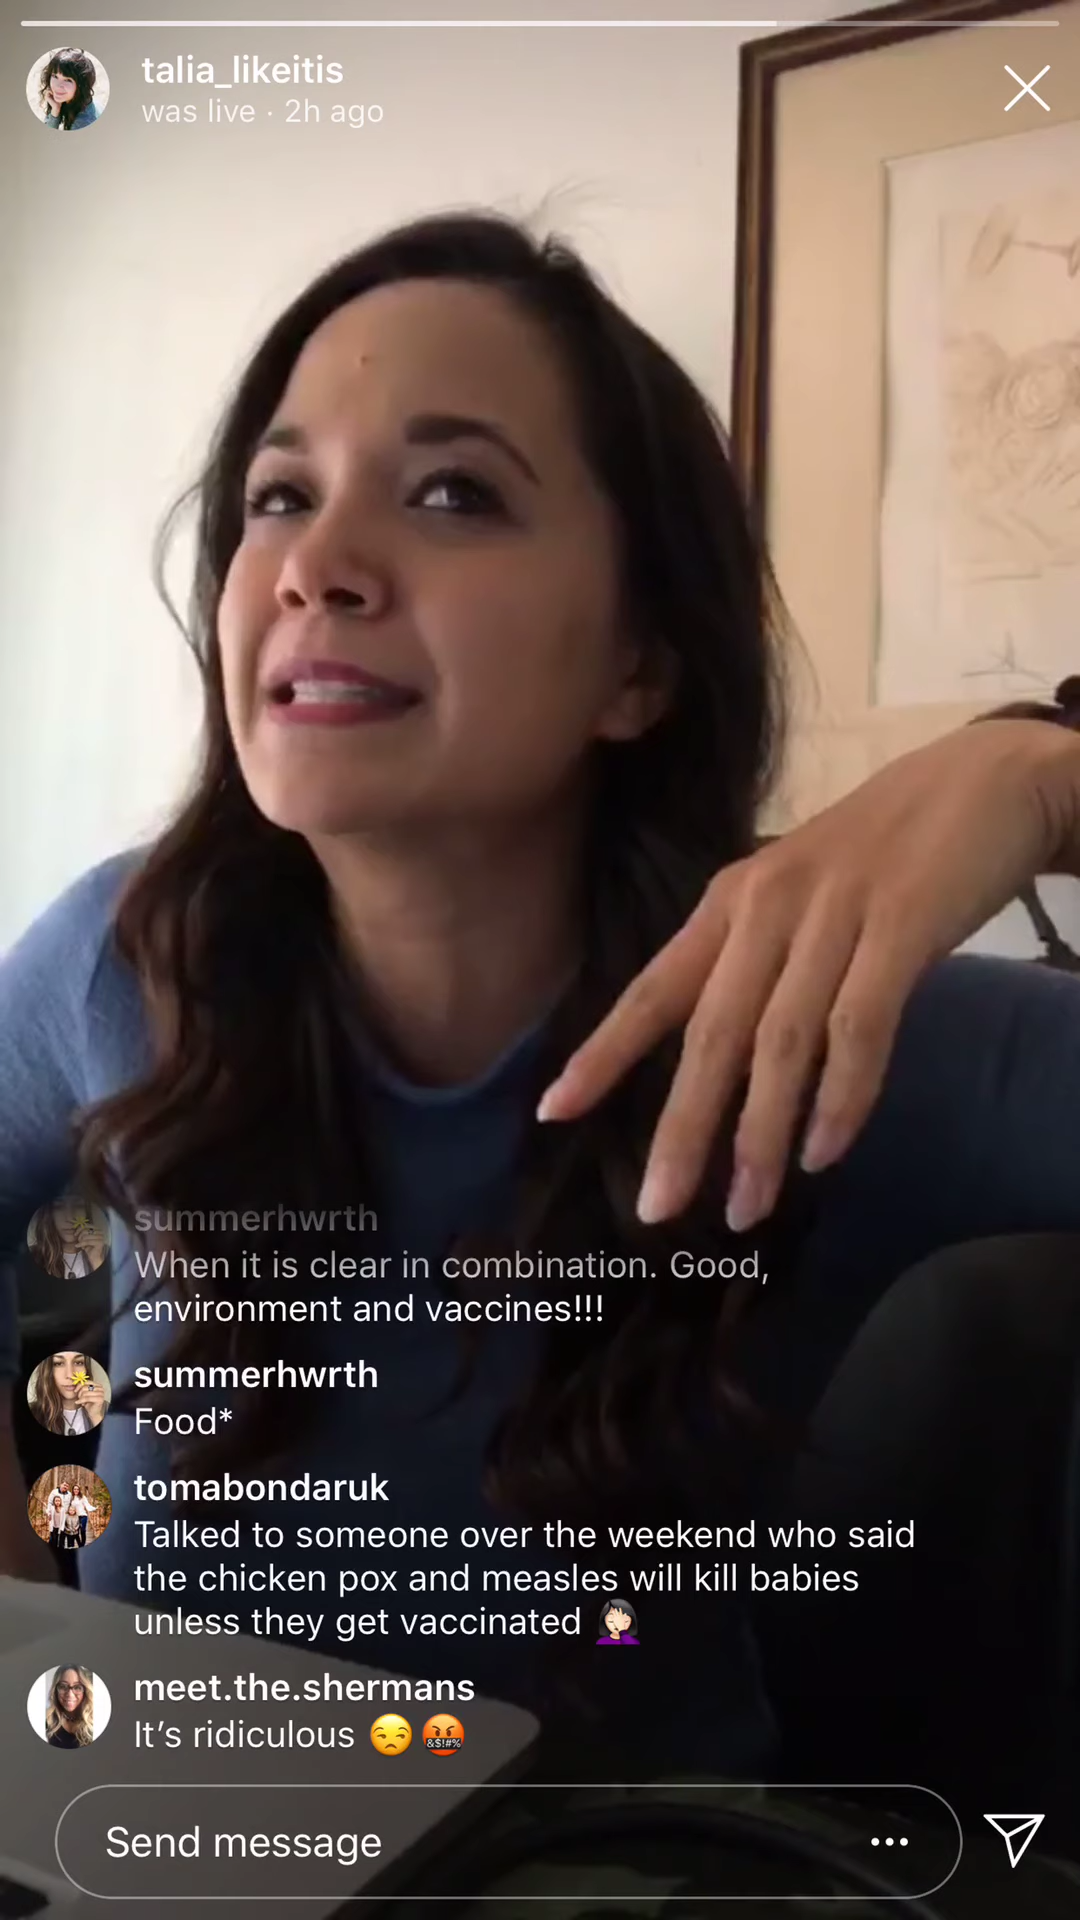 talia_likeitis
was live · 2h ago
summerhwrth
When it is clear in combination. Good,
environment and vaccines!!!
summerhwrth
Food*
tomabondaruk
Talked to someone over the weekend who said
the chicken pox and measles will kill babies
unless they get vaccinated 🤦🏻‍♀️
meet.the.shermans
It’s ridiculous 😒🤬
Send message